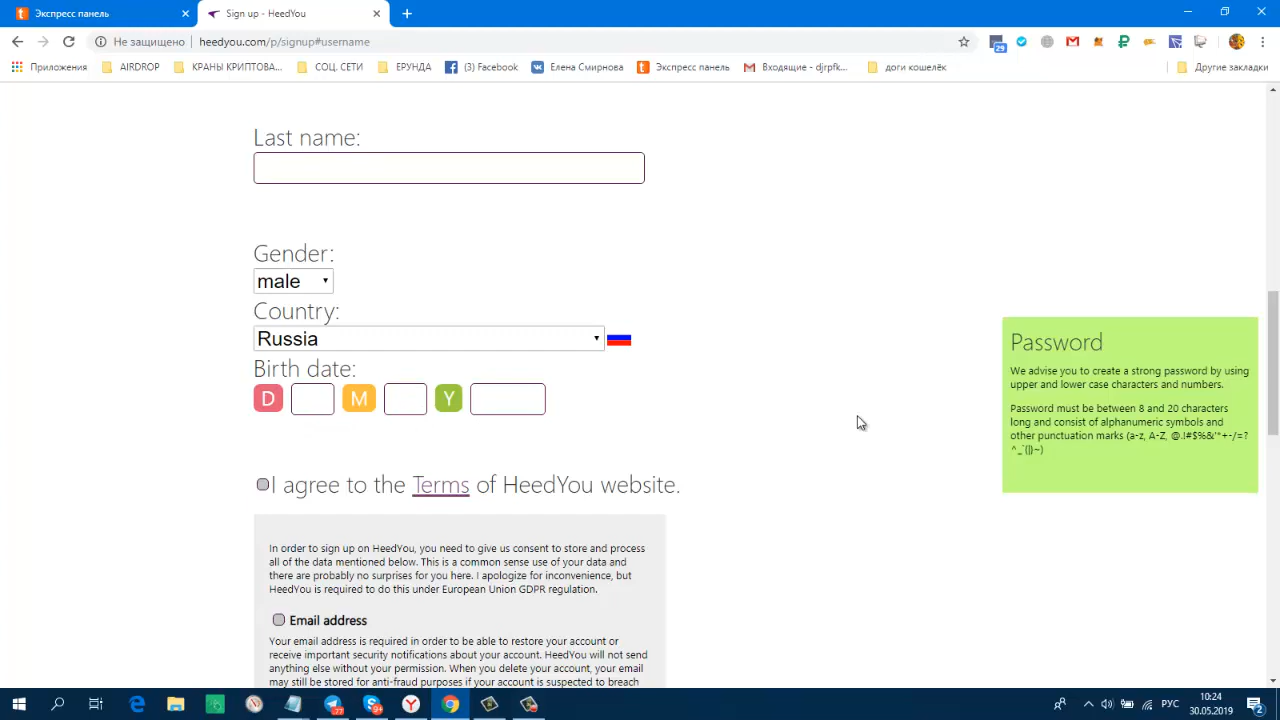 Экспресс панель
Sign up - HeedYou
Не защищено
heedyou.com/p/signup#username
29
Приложения
AIRDROP
КРАНЫ КРИПТОВА...
СОЦ. СЕТИ
ЕРУНДА
(3) Facebook
Елена Смирнова
Экспресс панель
Входящие - djrpfk...
доги кошелёк
Другие закладки
Last name:
Gender:
male
Country:
Russia
Birth date:
D
M
Y
Password
We advise you to create a strong password by using
upper and lower case characters and numbers.
Password must be between 8 and 20 characters
long and consist of alphanumeric symbols and
other punctuation marks (a-z, A-Z, @.!#$%&'*+-/=?
^_`{|}~)
I agree to the Terms of HeedYou website.
In order to sign up on HeedYou, you need to give us consent to store and process
all of the data mentioned below. This is a common sense use of your data and
there are probably no surprises for you here. I apologize for inconvenience, but
HeedYou is required to do this under European Union GDPR regulation.
Email address
Your email address is required in order to be able to restore your account or
receive important security notifications about your account. HeedYou will not send
anything else without your permission. When you delete your account, your email
may still be stored for anti-fraud purposes if your account is suspected to breach
РУС
10:24
30.05.2019
2